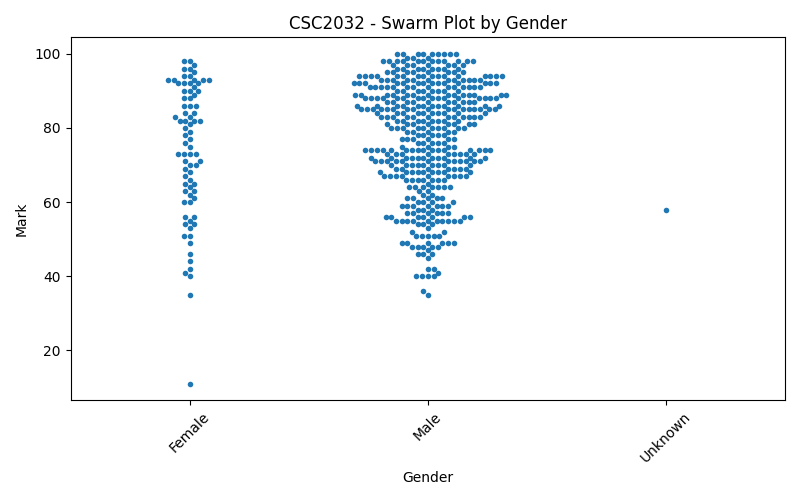 CSC2032 - Swarm Plot by Gender
100
80
60
40
20
Mark
Female
Male
Unknown
Gender